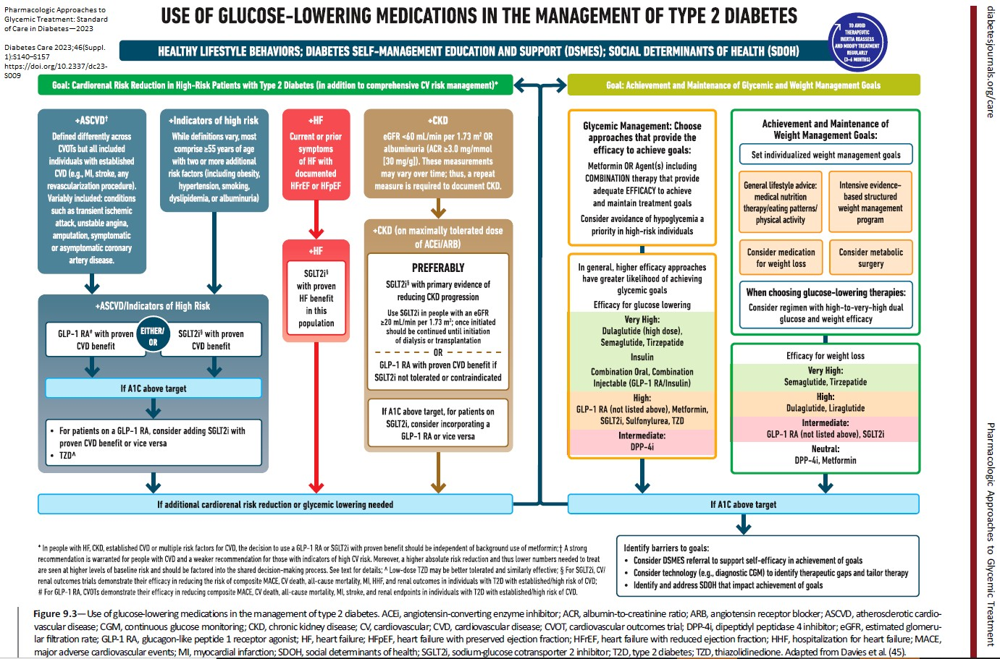 Pharmacologic Approaches to
Glycemic Treatment: Standard
of Care in Diabetes—2023
Diabetes Care 2023;46(Suppl.
1):S140–S157
https://doi.org/10.2337/dc23-
S009
USE OF GLUCOSE-LOWERING MEDICATIONS IN THE MANAGEMENT OF TYPE 2 DIABETES
HEALTHY LIFESTYLE BEHAVIORS; DIABETES SELF-MANAGEMENT EDUCATION AND SUPPORT (DSMES); SOCIAL DETERMINANTS OF HEALTH (SDOH)
TO AVOID
THERAPEUTIC
INERTIA REASSESS
AND MODIFY TREATMENT
REGULARLY
(3–6 MONTHS)
Goal: Cardiorenal Risk Reduction in High-Risk Patients with Type 2 Diabetes (in addition to comprehensive CV risk management)*
+ASCVD†
Defined differently across
CVOTs but all included
individuals with established
CVD (e.g., MI, stroke, any
revascularization procedure).
Variably included: conditions
such as transient ischemic
attack, unstable angina,
amputation, symptomatic
or asymptomatic coronary
artery disease.
+Indicators of high risk
While definitions vary, most
comprise ≥55 years of age
with two or more additional
risk factors (including obesity,
hypertension, smoking,
dyslipidemia, or albuminuria)
+HF
Current or prior
symptoms
of HF with
documented
HFrEF or HFpEF
+CKD
eGFR <60 mL/min per 1.73 m² OR
albuminuria (ACR ≥3.0 mg/mmol
[30 mg/g]). These measurements
may vary over time; thus, a repeat
measure is required to document CKD.
+ASCVD/Indicators of High Risk
GLP-1 RA# with proven
CVD benefit
EITHER/
OR
SGLT2i§ with proven
CVD benefit
If A1C above target
• For patients on a GLP-1 RA, consider adding SGLT2i with
proven CVD benefit or vice versa
• TZD^
+HF
SGLT2i§
with proven
HF benefit
in this
population
+CKD (on maximally tolerated dose
of ACEi/ARB)
PREFERABLY
SGLT2i§ with primary evidence of
reducing CKD progression
Use SGLT2i in people with an eGFR
≥20 mL/min per 1.73 m²; once initiated
should be continued until initiation
of dialysis or transplantation
OR
GLP-1 RA with proven CVD benefit if
SGLT2i not tolerated or contraindicated
If A1C above target, for patients on
SGLT2i, consider incorporating a
GLP-1 RA or vice versa
If additional cardiorenal risk reduction or glycemic lowering needed
Goal: Achievement and Maintenance of Glycemic and Weight Management Goals
Glycemic Management: Choose
approaches that provide the
efficacy to achieve goals:
Metformin OR Agent(s) including
COMBINATION therapy that provide
adequate EFFICACY to achieve
and maintain treatment goals
Consider avoidance of hypoglycemia a
priority in high-risk individuals
In general, higher efficacy approaches
have greater likelihood of achieving
glycemic goals
Efficacy for glucose lowering
Very High:
Dulaglutide (high dose),
Semaglutide, Tirzepatide
Insulin
Combination Oral, Combination
Injectable (GLP-1 RA/Insulin)
High:
GLP-1 RA (not listed above), Metformin,
SGLT2i, Sulfonylurea, TZD
Intermediate:
DPP-4i
Achievement and Maintenance of
Weight Management Goals:
Set individualized weight management goals
General lifestyle advice:
medical nutrition
therapy/eating patterns/
physical activity
Intensive evidence-
based structured
weight management
program
Consider medication
for weight loss
Consider metabolic
surgery
When choosing glucose-lowering therapies:
Consider regimen with high-to-very-high dual
glucose and weight efficacy
Efficacy for weight loss
Very High:
Semaglutide, Tirzepatide
High:
Dulaglutide, Liraglutide
Intermediate:
GLP-1 RA (not listed above), SGLT2i
Neutral:
DPP-4i, Metformin
If A1C above target
Identify barriers to goals:
• Consider DSMES referral to support self-efficacy in achievement of goals
• Consider technology (e.g., diagnostic CGM) to identify therapeutic gaps and tailor therapy
• Identify and address SDOH that impact achievement of goals
* In people with HF, CKD, established CVD or multiple risk factors for CVD, the decision to use a GLP-1 RA or SGLT2i with proven benefit should be independent of background use of metformin;† A strong
recommendation is warranted for people with CVD and a weaker recommendation for those with indicators of high CV risk. Moreover, a higher absolute risk reduction and thus lower numbers needed to treat
are seen at higher levels of baseline risk and should be factored into the shared decision-making process. See text for details; ^ Low-dose TZD may be better tolerated and similarly effective; § For SGLT2i, CV/
renal outcomes trials demonstrate their efficacy in reducing the risk of composite MACE, CV death, all-cause mortality, MI, HHF, and renal outcomes in individuals with T2D with established/high risk of CVD;
# For GLP-1 RA, CVOTs demonstrate their efficacy in reducing composite MACE, CV death, all-cause mortality, MI, stroke, and renal endpoints in individuals with T2D with established/high risk of CVD.
Figure 9.3—Use of glucose-lowering medications in the management of type 2 diabetes. ACEi, angiotensin-converting enzyme inhibitor; ACR, albumin-to-creatinine ratio; ARB, angiotensin receptor blocker; ASCVD, atherosclerotic cardio-
vascular disease; CGM, continuous glucose monitoring; CKD, chronic kidney disease; CV, cardiovascular; CVD, cardiovascular disease; CVOT, cardiovascular outcomes trial; DPP-4i, dipeptidyl peptidase 4 inhibitor; eGFR, estimated glomeru-
lar filtration rate; GLP-1 RA, glucagon-like peptide 1 receptor agonist; HF, heart failure; HFpEF, heart failure with preserved ejection fraction; HFrEF, heart failure with reduced ejection fraction; HHF, hospitalization for heart failure; MACE,
major adverse cardiovascular events; MI, myocardial infarction; SDOH, social determinants of health; SGLT2i, sodium-glucose cotransporter 2 inhibitor; T2D, type 2 diabetes; TZD, thiazolidinedione. Adapted from Davies et al. (45).
diabetesjournals.org/care
Pharmacologic Approaches to Glycemic Treatment